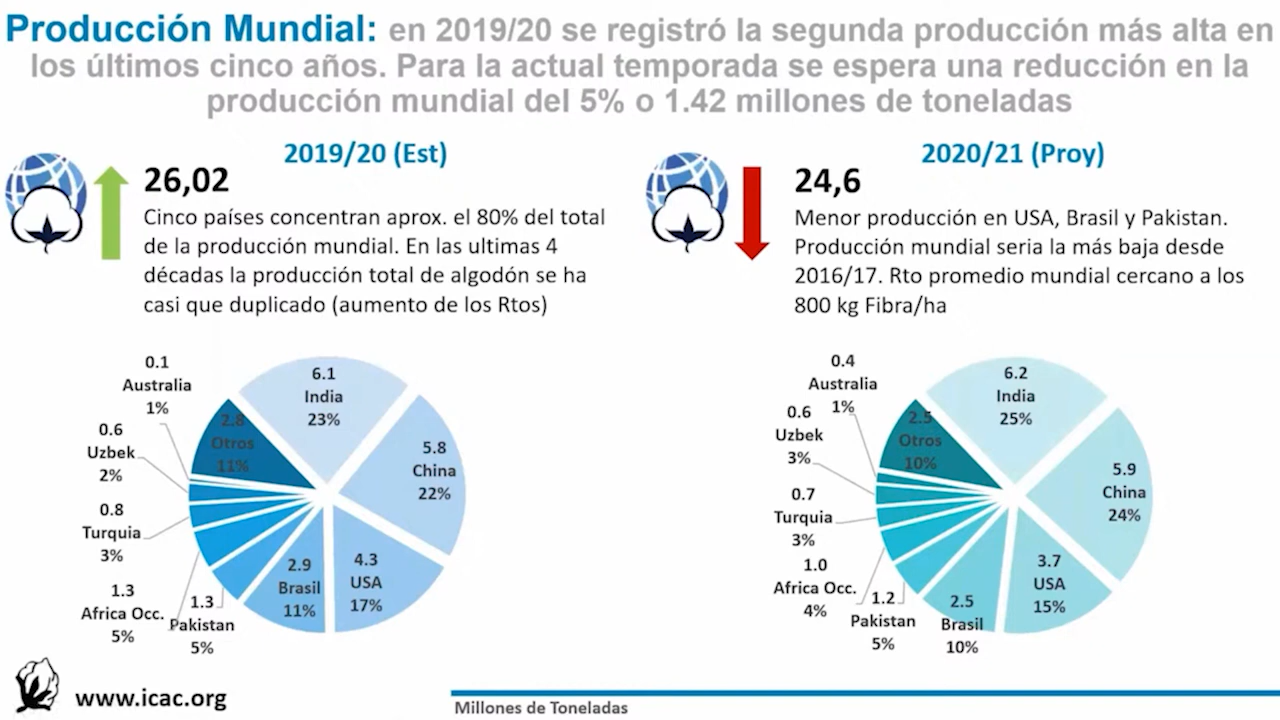 Producción Mundial: en 2019/20 se registró la segunda producción más alta en
los últimos cinco años. Para la actual temporada se espera una reducción en la
producción mundial del 5% o 1.42 millones de toneladas
2019/20 (Est)
26,02
Cinco países concentran aprox. el 80% del total
de la producción mundial. En las ultimas 4
décadas la producción total de algodón se ha
casi que duplicado (aumento de los Rtos)
0.1
Australia
1%
0.6
Uzbek
2%
0.8
Turquia
3%
1.3
Africa Occ.
5%
1.3
Pakistan
5%
2.8
Otros
11%
6.1
India
23%
5.8
China
22%
4.3
USA
17%
2.9
Brasil
11%
2020/21 (Proy)
24,6
Menor producción en USA, Brasil y Pakistan.
Producción mundial seria la más baja desde
2016/17. Rto promedio mundial cercano a los
800 kg Fibra/ha
0.4
Australia
1%
0.6
Uzbek
3%
0.7
Turquia
3%
1.0
Africa Occ.
4%
1.2
Pakistan
5%
2.5
Otros
10%
6.2
India
25%
5.9
China
24%
3.7
USA
15%
2.5
Brasil
10%
www.icac.org
Millones de Toneladas